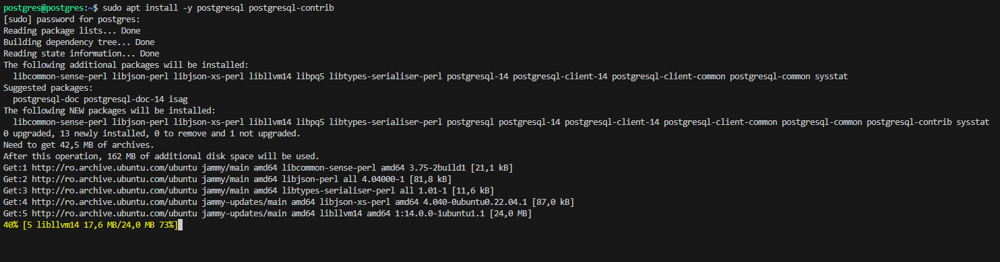 postgres@postgres:~$ sudo apt install -y postgresql postgresql-contrib
[sudo] password for postgres:
Reading package lists... Done
Building dependency tree... Done
Reading state information... Done
The following additional packages will be installed:
  libcommon-sense-perl libjson-perl libjson-xs-perl libllvm14 libpq5 libtypes-serialiser-perl postgresql-14 postgresql-client-14 postgresql-client-common postgresql-common sysstat
Suggested packages:
  postgresql-doc postgresql-doc-14 isag
The following NEW packages will be installed:
  libcommon-sense-perl libjson-perl libjson-xs-perl libllvm14 libpq5 libtypes-serialiser-perl postgresql postgresql-14 postgresql-client-14 postgresql-client-common postgresql-common postgresql-contrib sysstat
0 upgraded, 13 newly installed, 0 to remove and 1 not upgraded.
Need to get 42,5 MB of archives.
After this operation, 162 MB of additional disk space will be used.
Get:1 http://ro.archive.ubuntu.com/ubuntu jammy/main amd64 libcommon-sense-perl amd64 3.75-2build1 [21,1 kB]
Get:2 http://ro.archive.ubuntu.com/ubuntu jammy/main amd64 libjson-perl all 4.04000-1 [81,8 kB]
Get:3 http://ro.archive.ubuntu.com/ubuntu jammy/main amd64 libtypes-serialiser-perl all 1.01-1 [11,6 kB]
Get:4 http://ro.archive.ubuntu.com/ubuntu jammy-updates/main amd64 libjson-xs-perl amd64 4.040-0ubuntu0.22.04.1 [87,0 kB]
Get:5 http://ro.archive.ubuntu.com/ubuntu jammy-updates/main amd64 libllvm14 amd64 1:14.0.0-1ubuntu1.1 [24,0 MB]
40% [5 libllvm14 17,6 MB/24,0 MB 73%]